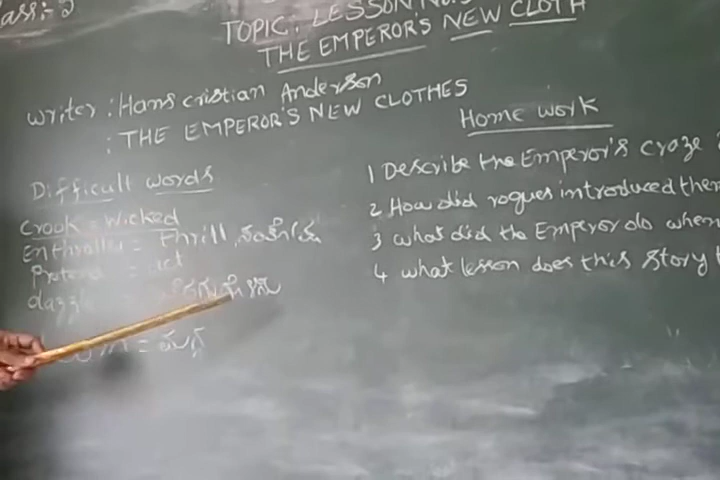 TOPIC: LESSON NO.
THE EMPEROR'S NEW CLOTH
Writer: Hans cristian Anderson
: THE EMPEROR'S NEW CLOTHES
Difficult words
Crook = Wicked
= Thrill,
Pretend = act
= ಮಗ್ಗ
Home work
1 Describe the Emperor's craze
2 How did rogues introduced them
3 what did the Emperor do when
4 what lesson does this story